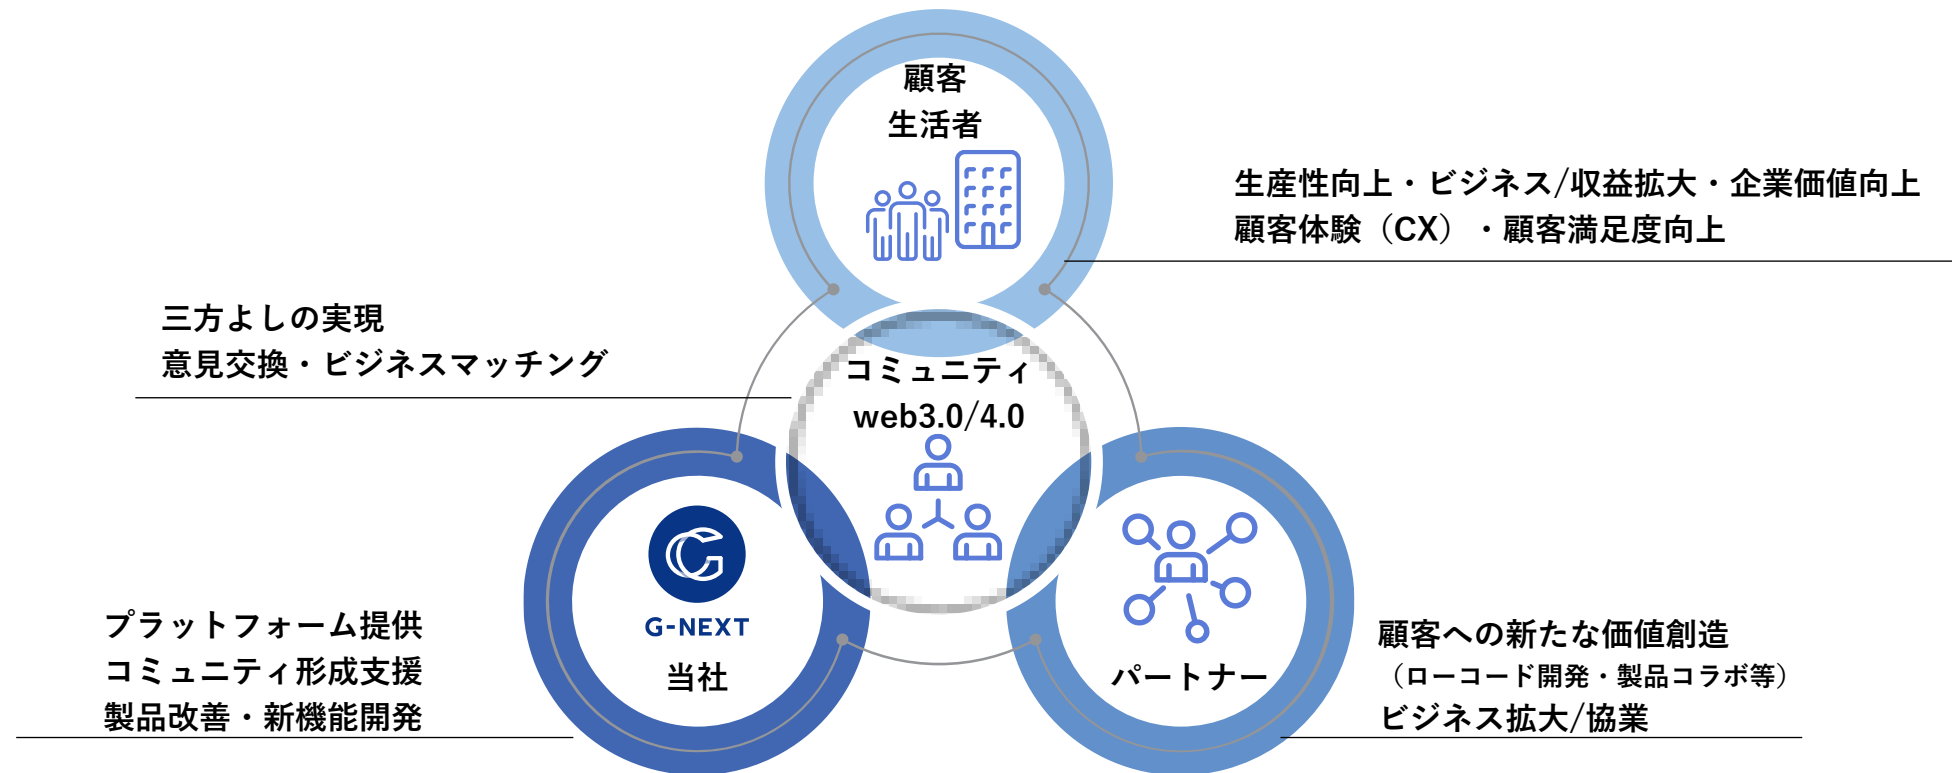 顧客
生活者
生産性向上・ビジネス/収益拡大・企業価値向上
顧客体験（CX）・顧客満足度向上
三方よしの実現
意見交換・ビジネスマッチング
コミュニティ
web3.0/4.0
G-NEXT
当社
プラットフォーム提供
コミュニティ形成支援
製品改善・新機能開発
パートナー
顧客への新たな価値創造
（ローコード開発・製品コラボ等）
ビジネス拡大/協業